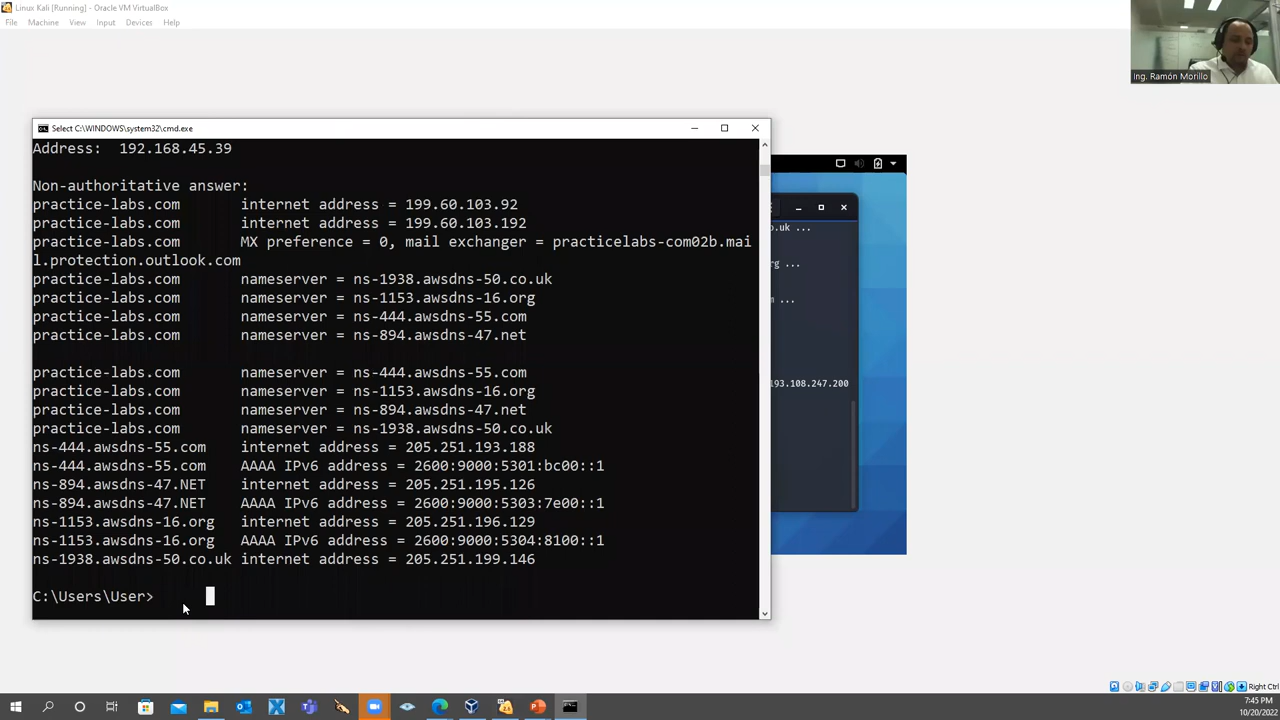 Linux Kali [Running] - Oracle VM VirtualBox
File Machine View Input Devices Help
Ing. Ramón Morillo
Select C:\WINDOWS\system32\cmd.exe
Address:  192.168.45.39
Non-authoritative answer:
practice-labs.com internet address = 199.60.103.92
practice-labs.com internet address = 199.60.103.192
practice-labs.com MX preference = 0, mail exchanger = practicelabs-com02b.mai
l.protection.outlook.com
practice-labs.com nameserver = ns-1938.awsdns-50.co.uk
practice-labs.com nameserver = ns-1153.awsdns-16.org
practice-labs.com nameserver = ns-444.awsdns-55.com
practice-labs.com nameserver = ns-894.awsdns-47.net
practice-labs.com nameserver = ns-444.awsdns-55.com
practice-labs.com nameserver = ns-1153.awsdns-16.org
practice-labs.com nameserver = ns-894.awsdns-47.net
practice-labs.com nameserver = ns-1938.awsdns-50.co.uk
ns-444.awsdns-55.com internet address = 205.251.193.188
ns-444.awsdns-55.com AAAA IPv6 address = 2600:9000:5301:bc00::1
ns-894.awsdns-47.NET internet address = 205.251.195.126
ns-894.awsdns-47.NET AAAA IPv6 address = 2600:9000:5303:7e00::1
ns-1153.awsdns-16.org internet address = 205.251.196.129
ns-1153.awsdns-16.org AAAA IPv6 address = 2600:9000:5304:8100::1
ns-1938.awsdns-50.co.uk internet address = 205.251.199.146
C:\Users\User>
o.uk ...
rg ...
m ...
193.108.247.200
Right Ctrl
7:45 PM
10/20/2022